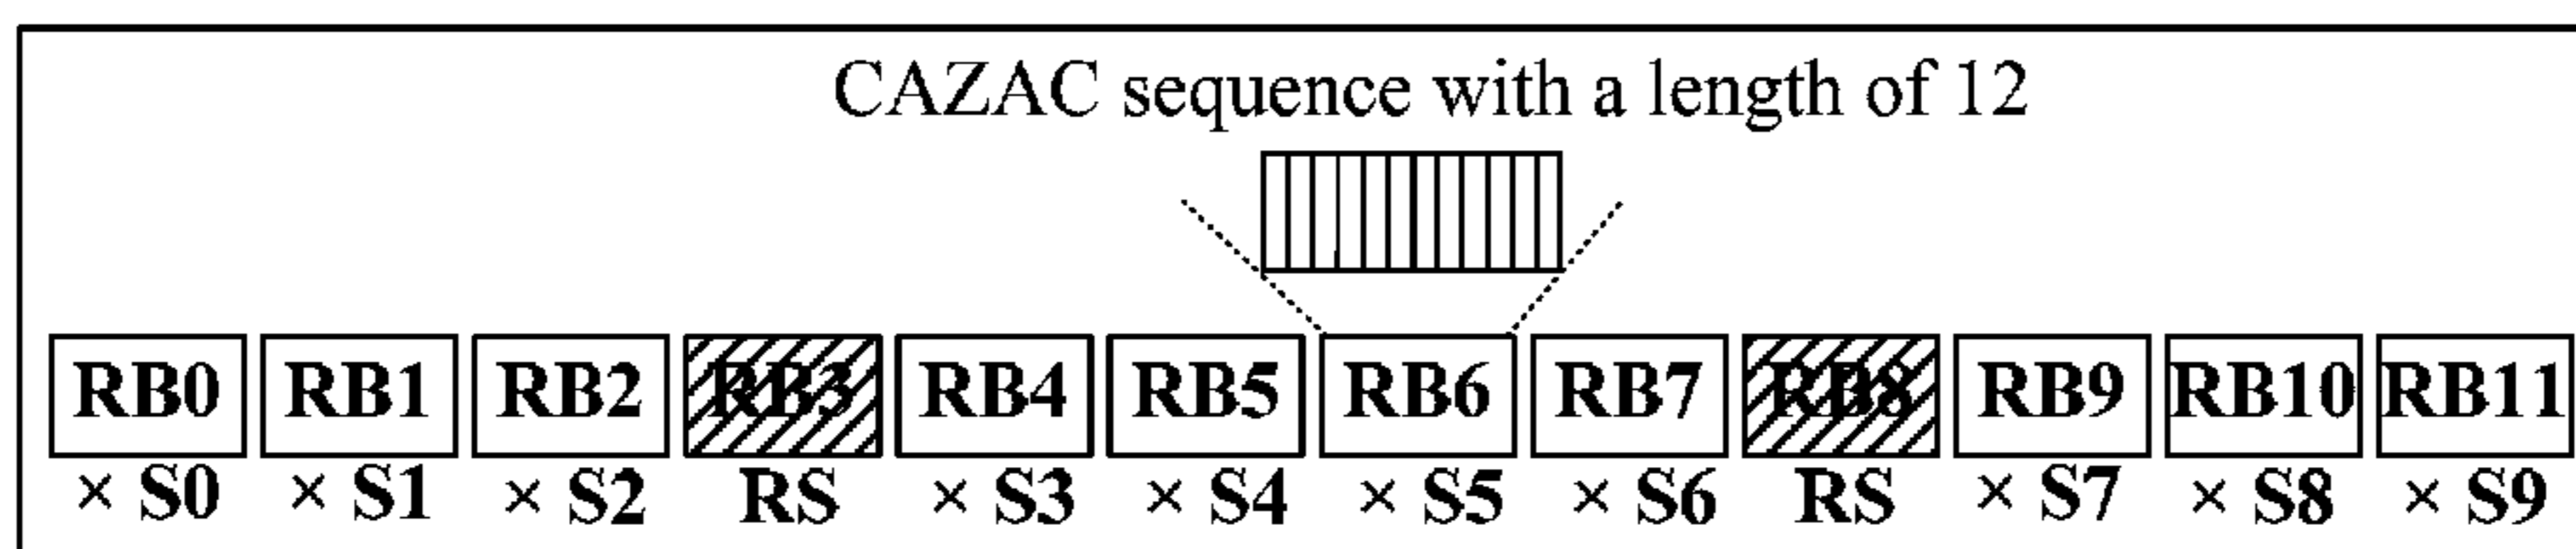 CAZAC sequence with a length of 12
RB0 RB1 RB2 RB3 RB4 RB5 RB6 RB7 RB8 RB9 RB10 RB11
× S0 × S1 × S2 RS × S3 × S4 × S5 × S6 RS × S7 × S8 × S9